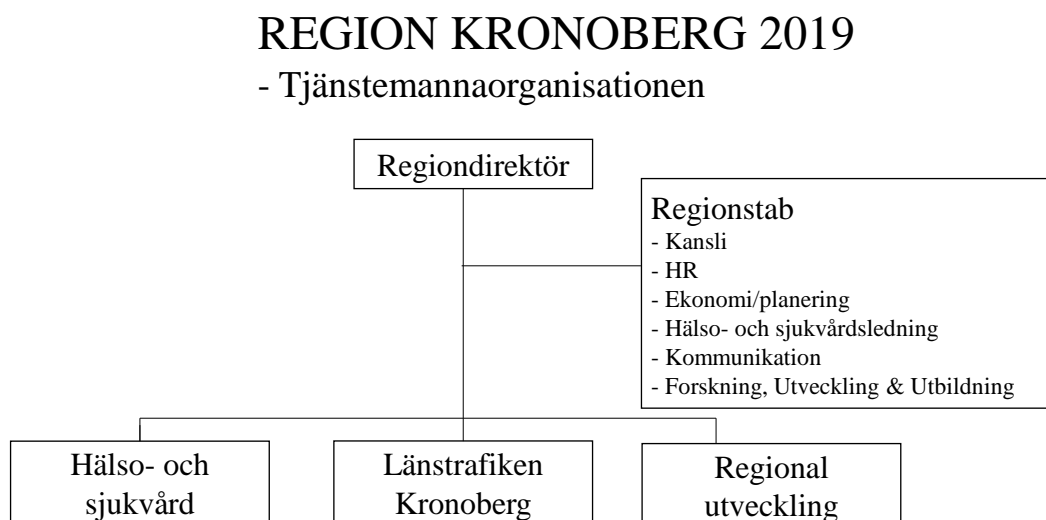 REGION KRONOBERG 2019
- Tjänstemannaorganisationen
Regiondirektör
Regionstab
- Kansli
- HR
- Ekonomi/planering
- Hälso- och sjukvårdsledning
- Kommunikation
- Forskning, Utveckling & Utbildning
Hälso- och
sjukvård
Länstrafiken
Kronoberg
Regional
utveckling